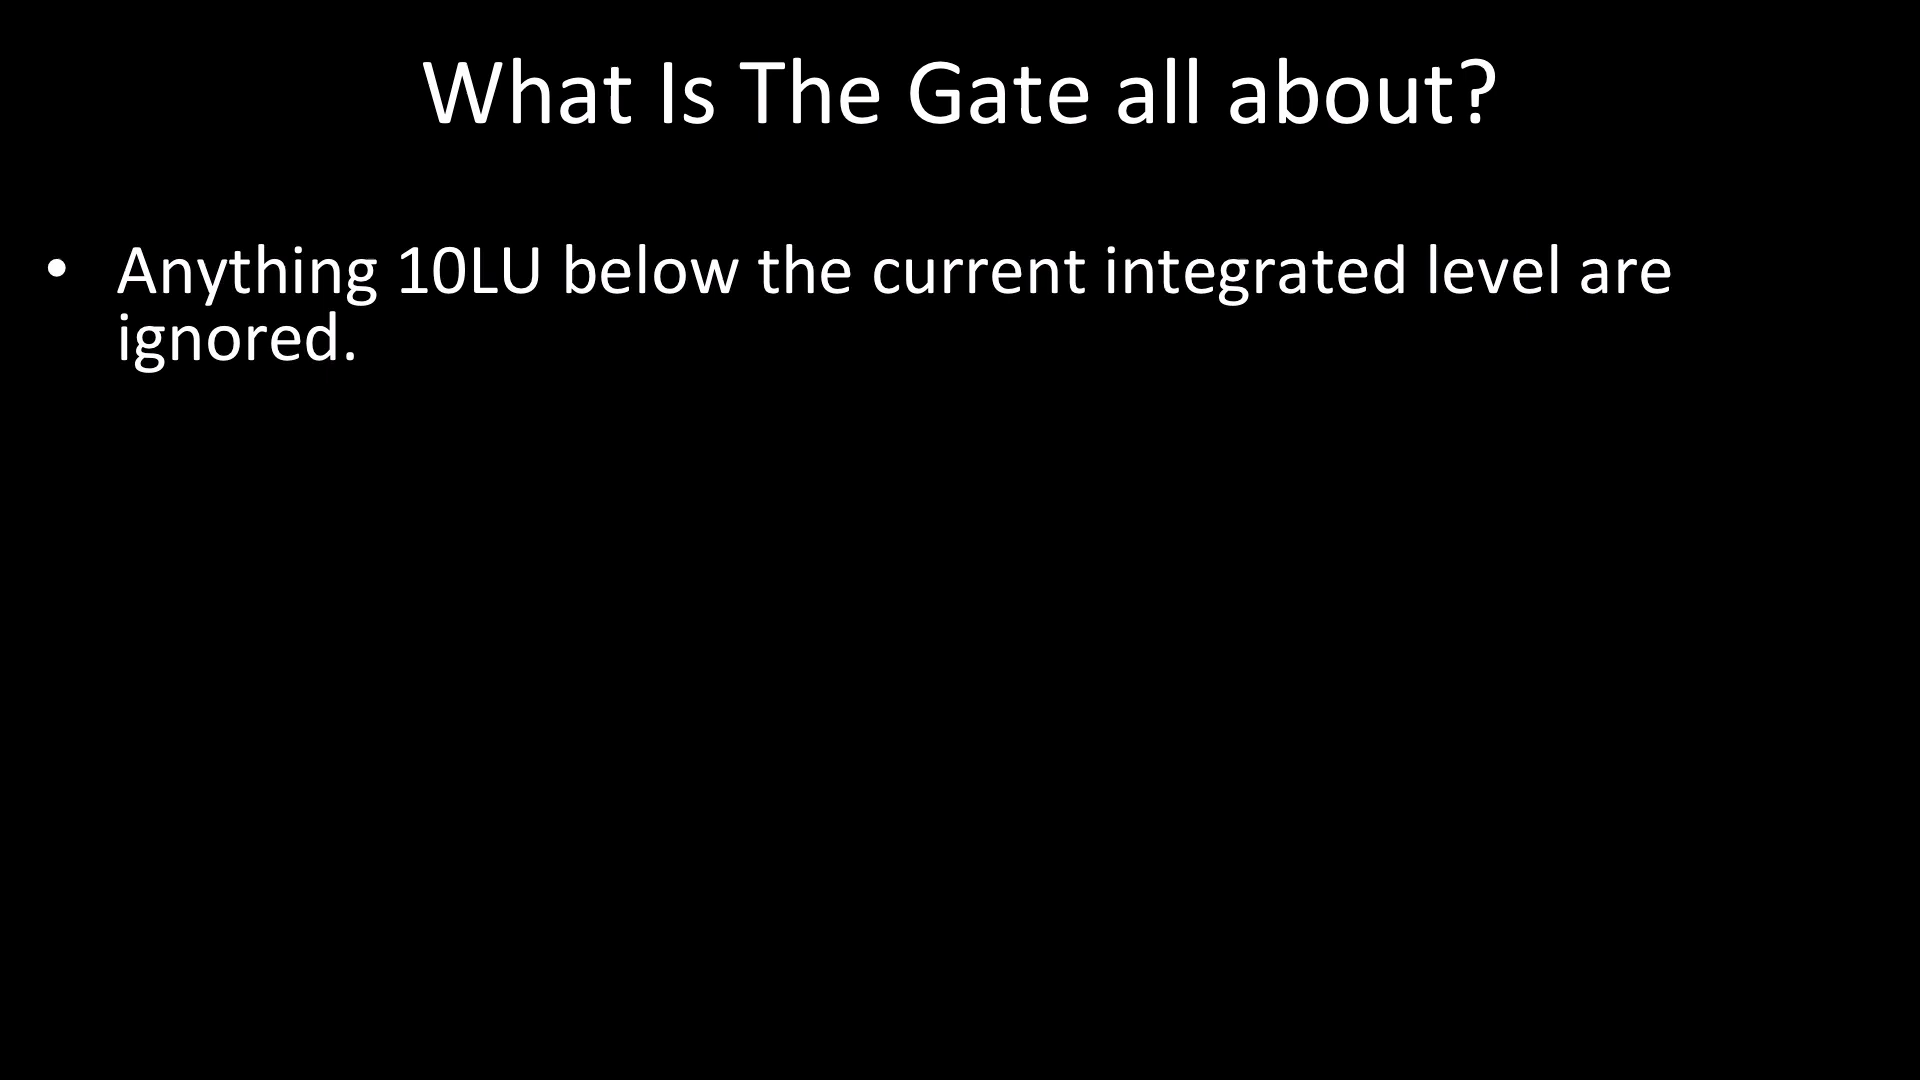 What Is The Gate all about?
• Anything 10LU below the current integrated level are
ignored.